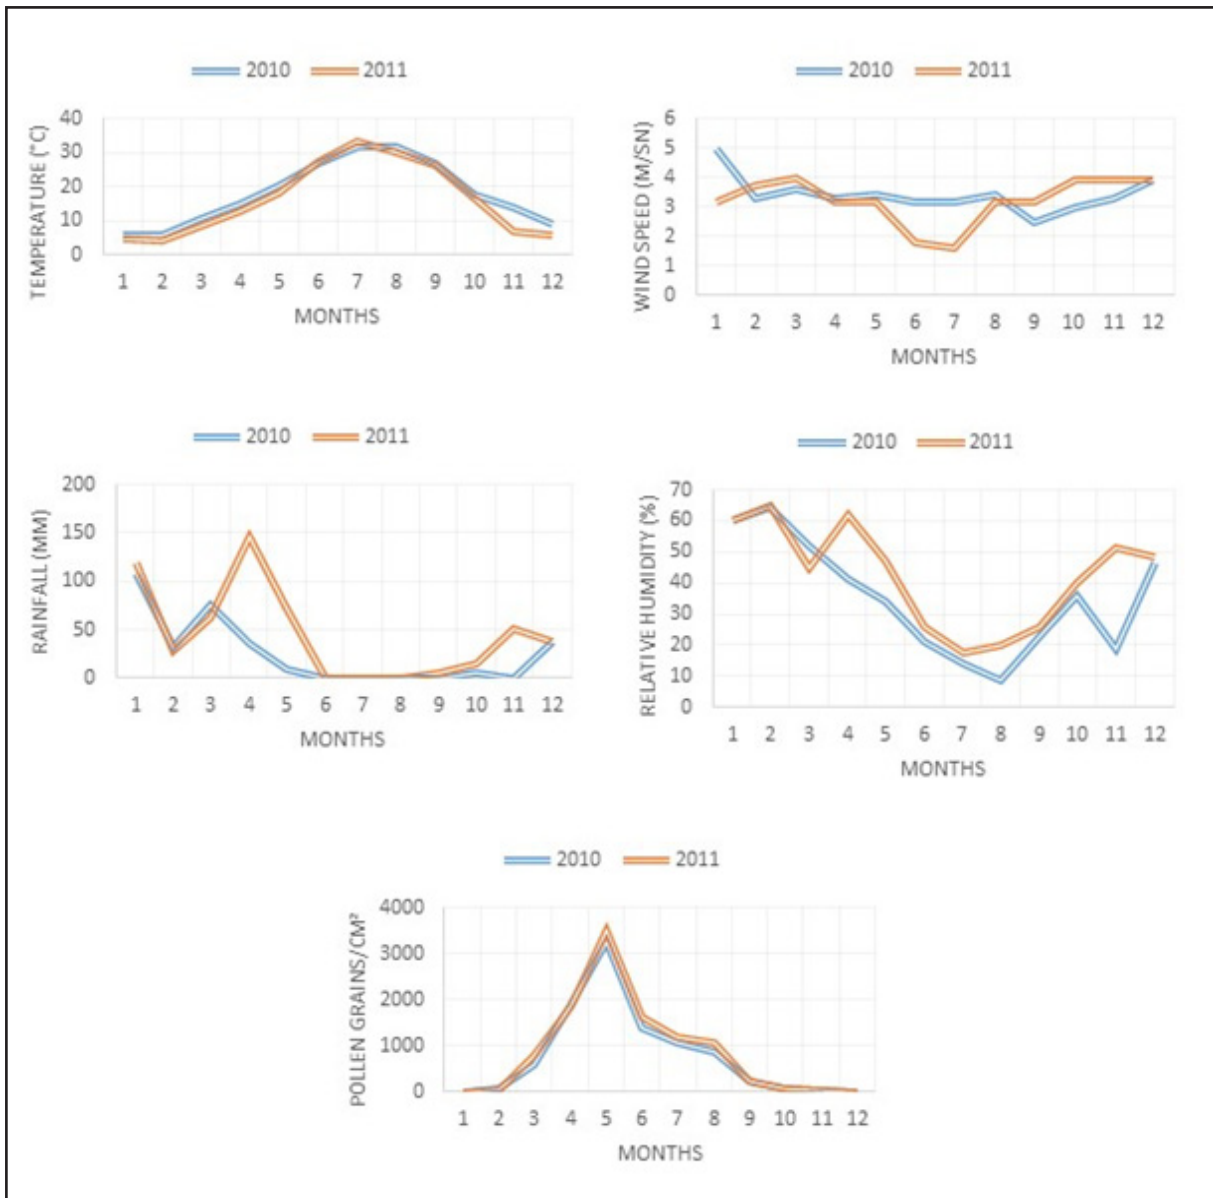 2010 2011
TEMPERATURE (°C)
40
30
20
10
0
1 2 3 4 5 6 7 8 9 10 11 12
MONTHS
2010 2011
WIND SPEED (M/SN)
6
5
4
3
2
1
0
1 2 3 4 5 6 7 8 9 10 11 12
MONTHS
2010 2011
RAINFALL (MM)
200
150
100
50
0
1 2 3 4 5 6 7 8 9 10 11 12
MONTHS
2010 2011
RELATIVE HUMIDITY (%)
70
60
50
40
30
20
10
0
1 2 3 4 5 6 7 8 9 10 11 12
MONTHS
2010 2011
POLLEN GRAINS/CM²
4000
3000
2000
1000
0
1 2 3 4 5 6 7 8 9 10 11 12
MONTHS